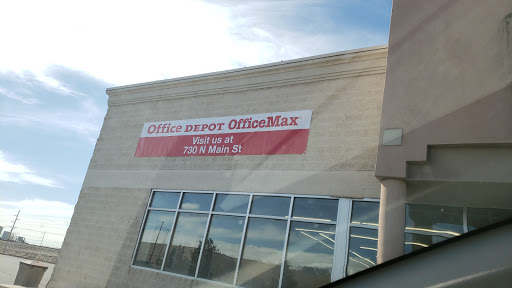 Office DEPOT OfficeMax
Visit us at
730 N Main St